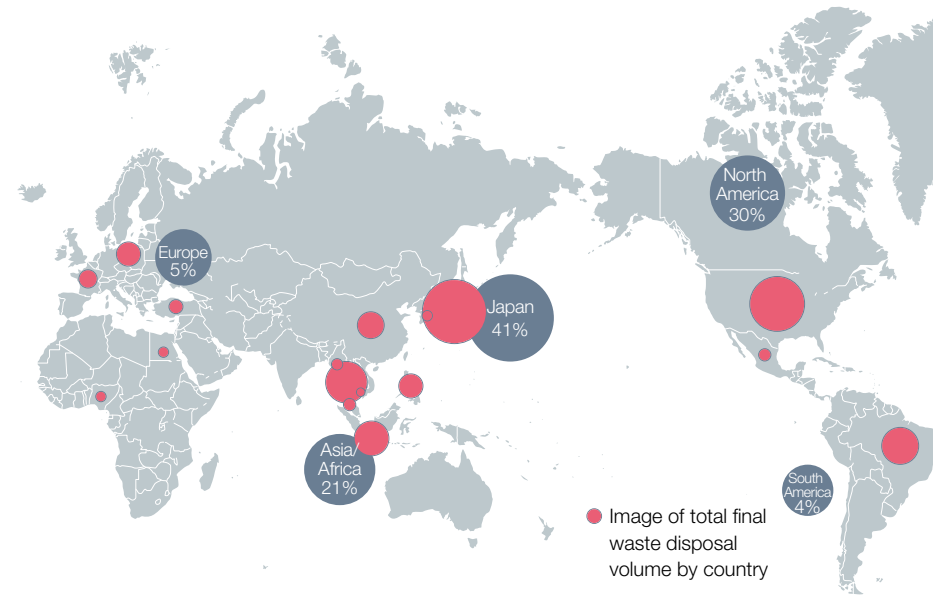 North
America
30%
Europe
5%
Japan
41%
Asia/
Africa
21%
South
America
4%
Image of total final
waste disposal
volume by country